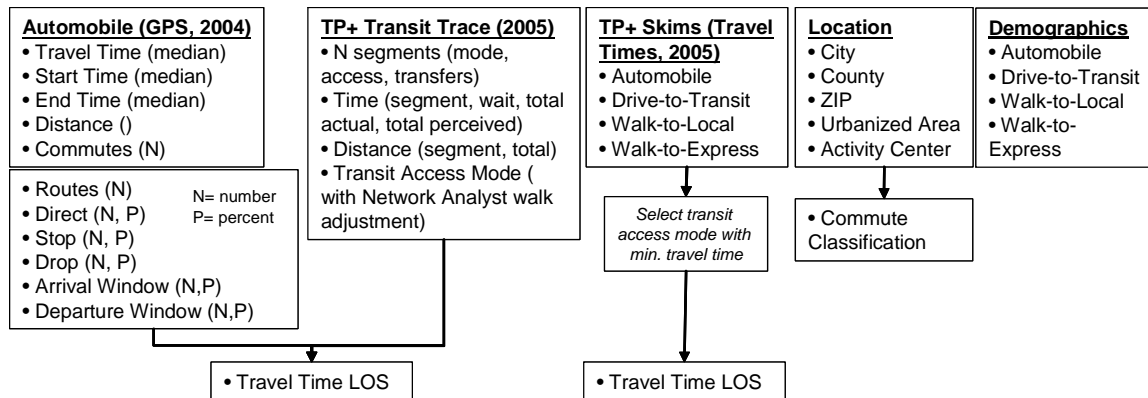 Automobile (GPS, 2004)
• Travel Time (median)
• Start Time (median)
• End Time (median)
• Distance ()
• Commutes (N)
• Routes (N)
• Direct (N, P)
• Stop (N, P)
• Drop (N, P)
• Arrival Window (N,P)
• Departure Window (N,P)
N= number
P= percent
TP+ Transit Trace (2005)
• N segments (mode,
access, transfers)
• Time (segment, wait, total
actual, total perceived)
• Distance (segment, total)
• Transit Access Mode (
with Network Analyst walk
adjustment)
• Travel Time LOS
TP+ Skims (Travel
Times, 2005)
• Automobile
• Drive-to-Transit
• Walk-to-Local
• Walk-to-Express
Select transit
access mode with
min. travel time
• Travel Time LOS
Location
• City
• County
• ZIP
• Urbanized Area
• Activity Center
• Commute
Classification
Demographics
• Automobile
• Drive-to-Transit
• Walk-to-Local
• Walk-to-
Express